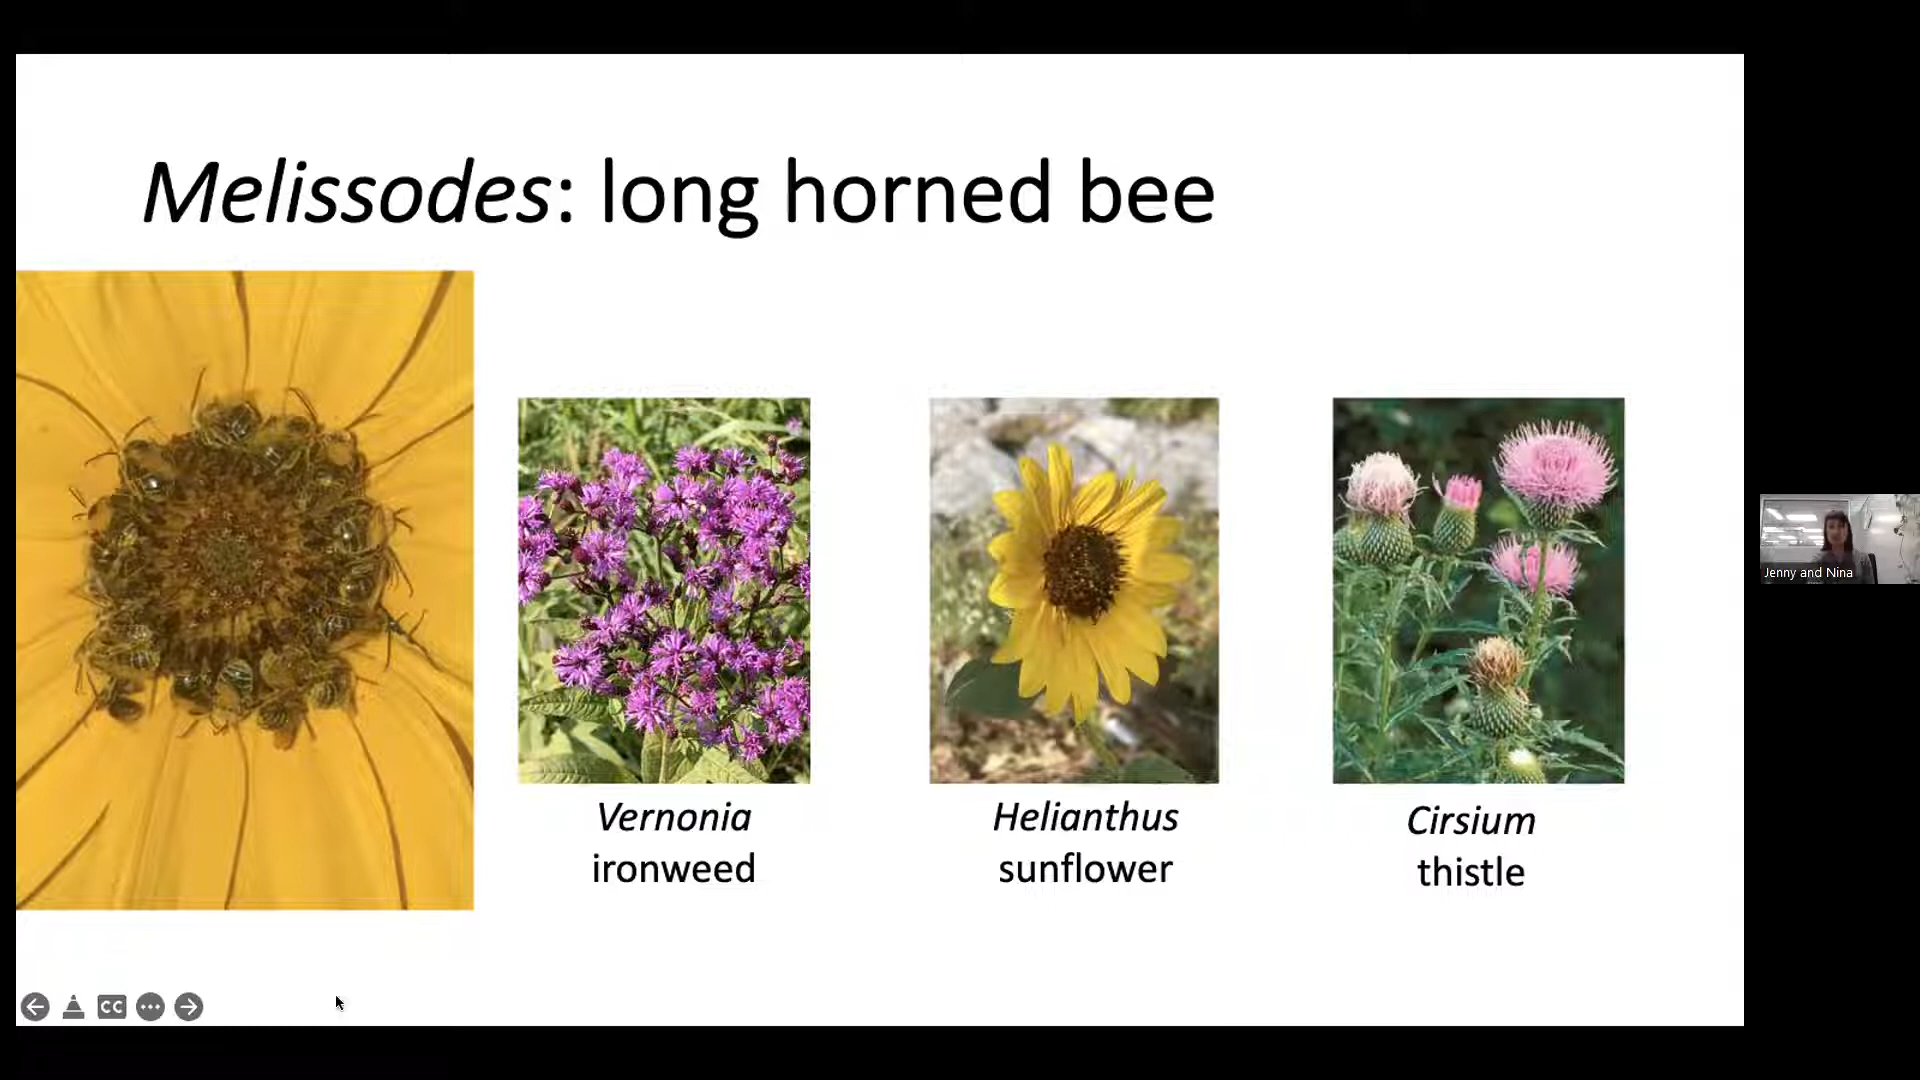 Melissodes: long horned bee
Vernonia
ironweed
Helianthus
sunflower
Cirsium
thistle
Jenny and Nina
CC